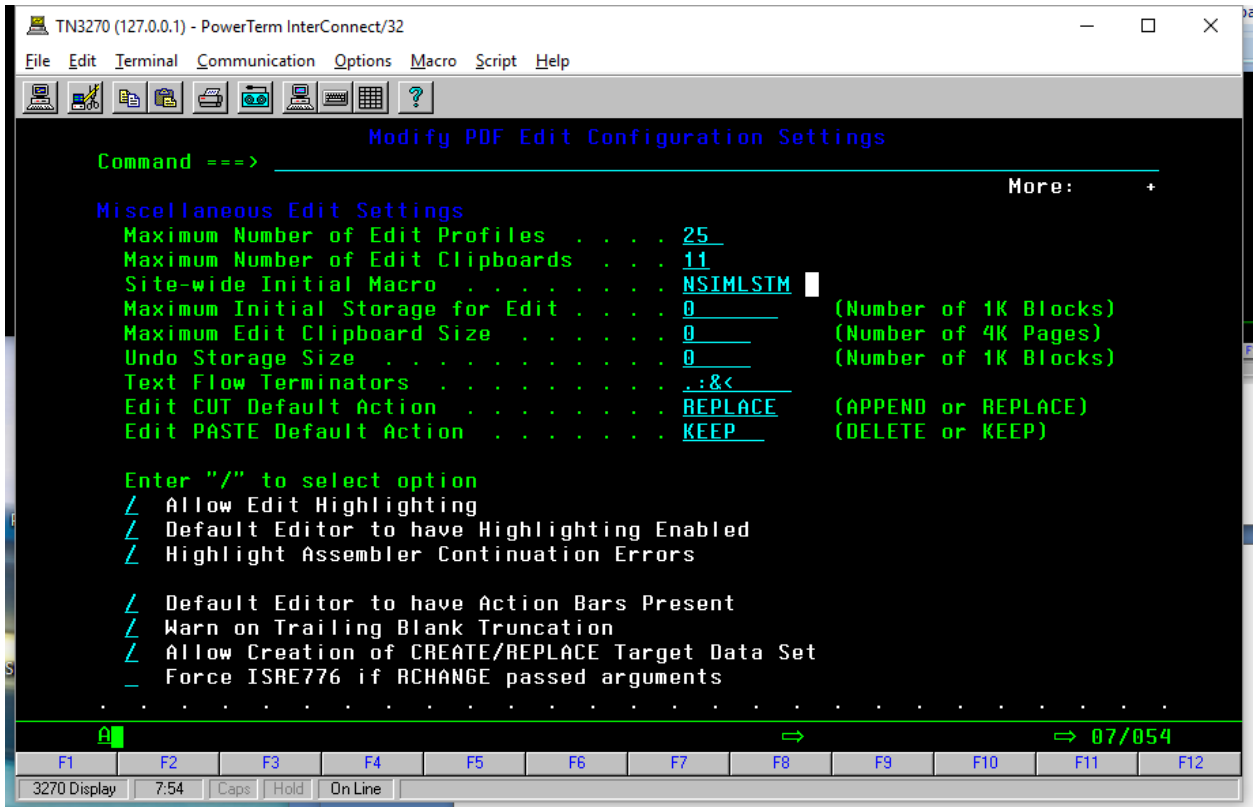 TN3270 (127.0.0.1) - PowerTerm InterConnect/32
File Edit Terminal Communication Options Macro Script Help
Modify PDF Edit Configuration Settings
Command ===>
More: +
Miscellaneous Edit Settings
Maximum Number of Edit Profiles . . . . 25
Maximum Number of Edit Clipboards . . . 11
Site-wide Initial Macro . . . . . . . . NSIMLSTM
Maximum Initial Storage for Edit . . . . 0 (Number of 1K Blocks)
Maximum Edit Clipboard Size . . . . . . 0 (Number of 4K Pages)
Undo Storage Size . . . . . . . . . . . 0 (Number of 1K Blocks)
Text Flow Terminators . . . . . . . . . .:&<
Edit CUT Default Action . . . . . . . . REPLACE (APPEND or REPLACE)
Edit PASTE Default Action . . . . . . . KEEP (DELETE or KEEP)
Enter "/" to select option
/ Allow Edit Highlighting
/ Default Editor to have Highlighting Enabled
/ Highlight Assembler Continuation Errors
/ Default Editor to have Action Bars Present
/ Warn on Trailing Blank Truncation
/ Allow Creation of CREATE/REPLACE Target Data Set
_ Force ISRE776 if RCHANGE passed arguments
. . . . . . . . . . . . . . . . . . . . . . . . . . . . . . . . . . . . . . . .
A ⇨ ⇨ 07/054
F1 F2 F3 F4 F5 F6 F7 F8 F9 F10 F11 F12
3270 Display 7:54 Caps Hold On Line